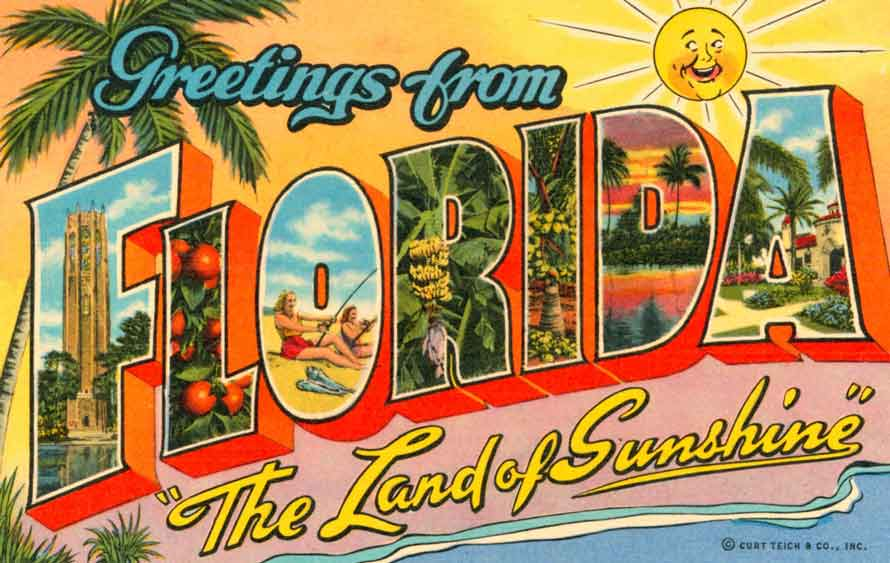 Greetings from
FLORIDA
"The Land of Sunshine"
© CURT TEICH & CO., INC.